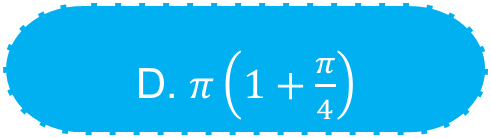 D. π(1 + π/4)